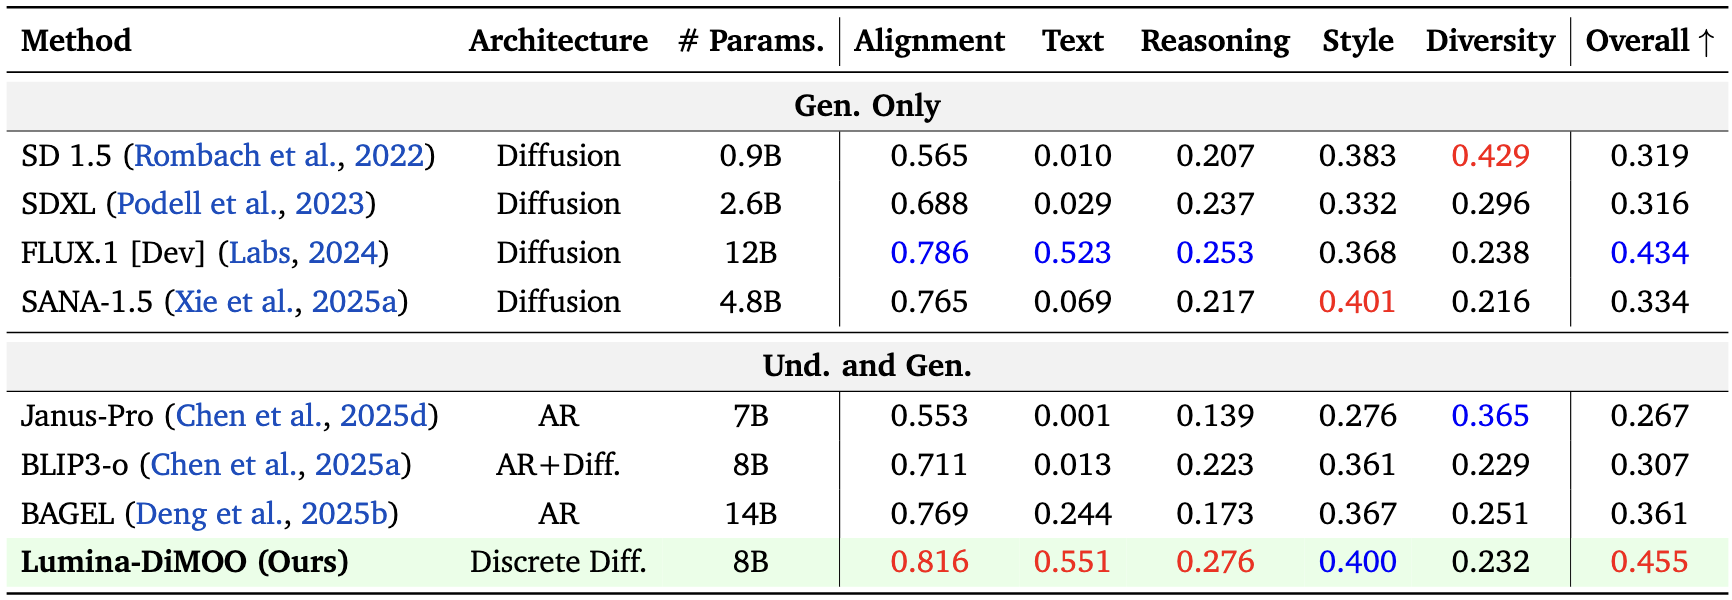 Method Architecture # Params. Alignment Text Reasoning Style Diversity Overall ↑
Gen. Only
SD 1.5 (Rombach et al., 2022) Diffusion 0.9B 0.565 0.010 0.207 0.383 0.429 0.319
SDXL (Podell et al., 2023) Diffusion 2.6B 0.688 0.029 0.237 0.332 0.296 0.316
FLUX.1 [Dev] (Labs, 2024) Diffusion 12B 0.786 0.523 0.253 0.368 0.238 0.434
SANA-1.5 (Xie et al., 2025a) Diffusion 4.8B 0.765 0.069 0.217 0.401 0.216 0.334
Und. and Gen.
Janus-Pro (Chen et al., 2025d) AR 7B 0.553 0.001 0.139 0.276 0.365 0.267
BLIP3-o (Chen et al., 2025a) AR+Diff. 8B 0.711 0.013 0.223 0.361 0.229 0.307
BAGEL (Deng et al., 2025b) AR 14B 0.769 0.244 0.173 0.367 0.251 0.361
Lumina-DiMOO (Ours) Discrete Diff. 8B 0.816 0.551 0.276 0.400 0.232 0.455